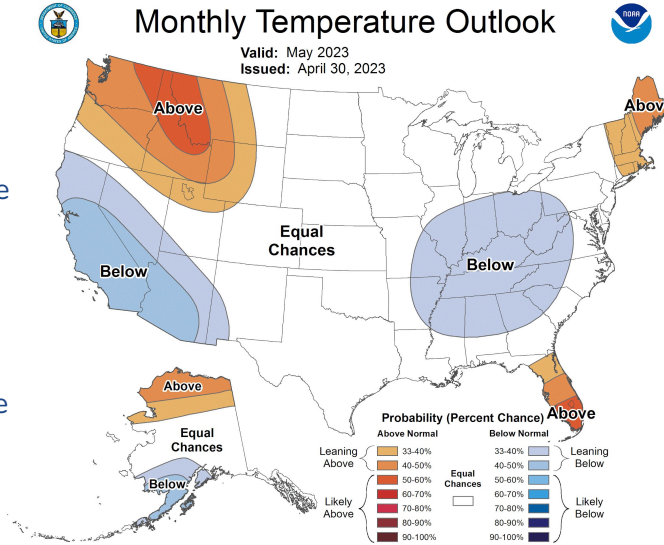 Monthly Temperature Outlook
Valid: May 2023
Issued: April 30, 2023
NOAA
Above
Abov
e
Equal
Chances
Below
Below
Above
e
Above
Equal
Chances
Below
Probability (Percent Chance)
Above Normal
Below Normal
Leaning
Above
33-40%
40-50%
Likely
Above
50-60%
60-70%
70-80%
80-90%
90-100%
Equal
Chances
33-40%
40-50%
Leaning
Below
50-60%
60-70%
70-80%
80-90%
90-100%
Likely
Below